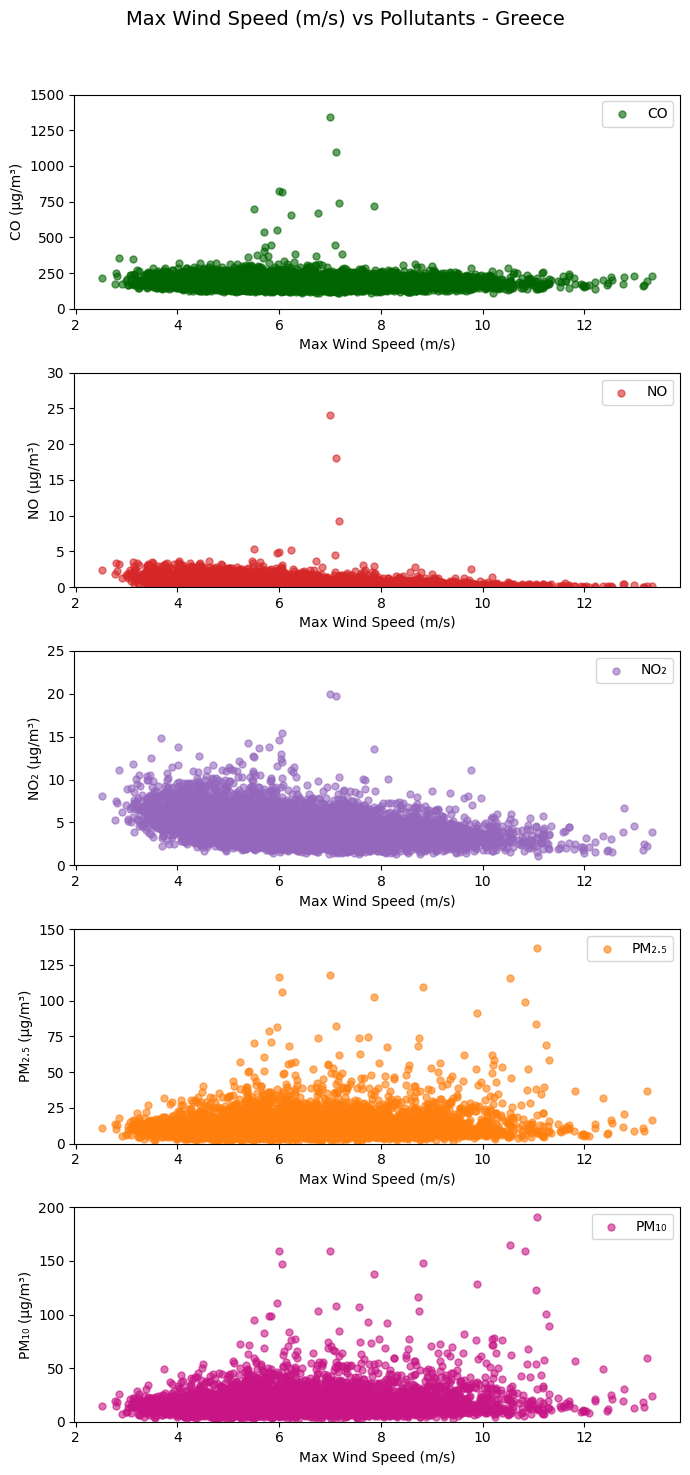 Max Wind Speed (m/s) vs Pollutants - Greece
1500
1250
1000
750
500
250
0
CO (µg/m³)
CO
2 4 6 8 10 12
Max Wind Speed (m/s)
30
25
20
15
10
5
0
NO (µg/m³)
NO
2 4 6 8 10 12
Max Wind Speed (m/s)
25
20
15
10
5
0
NO₂ (µg/m³)
NO₂
2 4 6 8 10 12
Max Wind Speed (m/s)
150
125
100
75
50
25
0
PM₂.₅ (µg/m³)
PM₂.₅
2 4 6 8 10 12
Max Wind Speed (m/s)
200
150
100
50
0
PM₁₀ (µg/m³)
PM₁₀
2 4 6 8 10 12
Max Wind Speed (m/s)